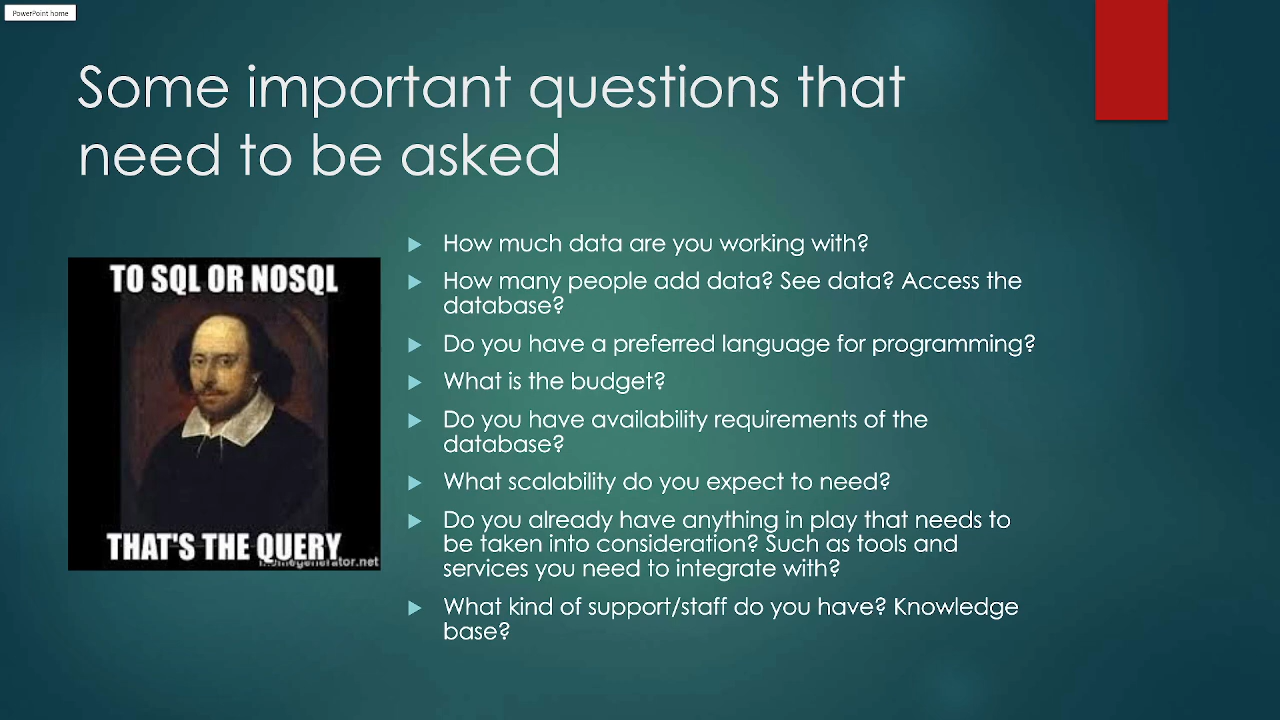 PowerPoint home
Some important questions that
need to be asked
TO SQL OR NOSQL
THAT'S THE QUERY
How much data are you working with?
How many people add data? See data? Access the
database?
Do you have a preferred language for programming?
What is the budget?
Do you have availability requirements of the
database?
What scalability do you expect to need?
Do you already have anything in play that needs to
be taken into consideration? Such as tools and
services you need to integrate with?
What kind of support/staff do you have? Knowledge
base?